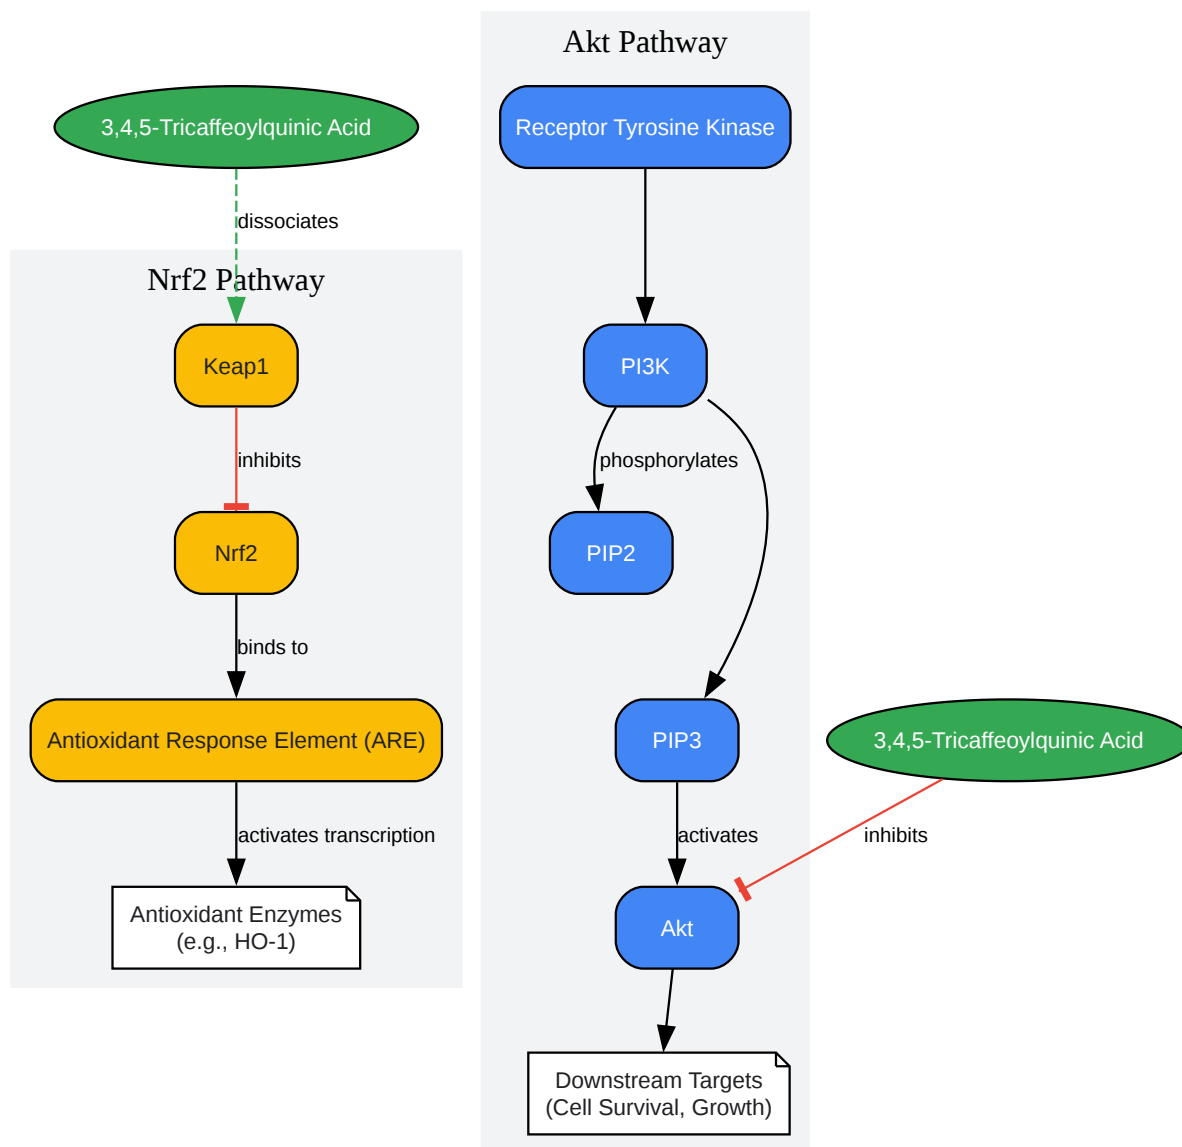 Akt Pathway
3,4,5-Tricaffeoylquinic Acid
Receptor Tyrosine Kinase
dissociates
Nrf2 Pathway
Keap1
PI3K
inhibits
phosphorylates
Nrf2
PIP2
binds to
Antioxidant Response Element (ARE)
PIP3
3,4,5-Tricaffeoylquinic Acid
activates transcription
activates
inhibits
Antioxidant Enzymes
(e.g., HO-1)
Akt
Downstream Targets
(Cell Survival, Growth)